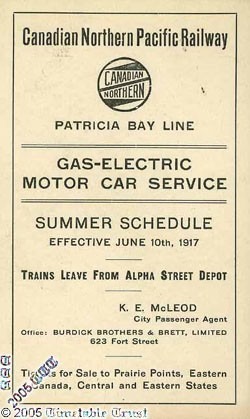 Canadian Northern Pacific Railway
CANADIAN
NORTHERN
PATRICIA BAY LINE
GAS-ELECTRIC
MOTOR CAR SERVICE
SUMMER SCHEDULE
EFFECTIVE JUNE 10th, 1917
TRAINS LEAVE FROM ALPHA STREET DEPOT
K. E. McLEOD
City Passenger Agent
Office: BURDICK BROTHERS & BRETT, LIMITED
623 Fort Street
Tickets for Sale to Prairie Points, Eastern
Canada, Central and Eastern States
© 2005